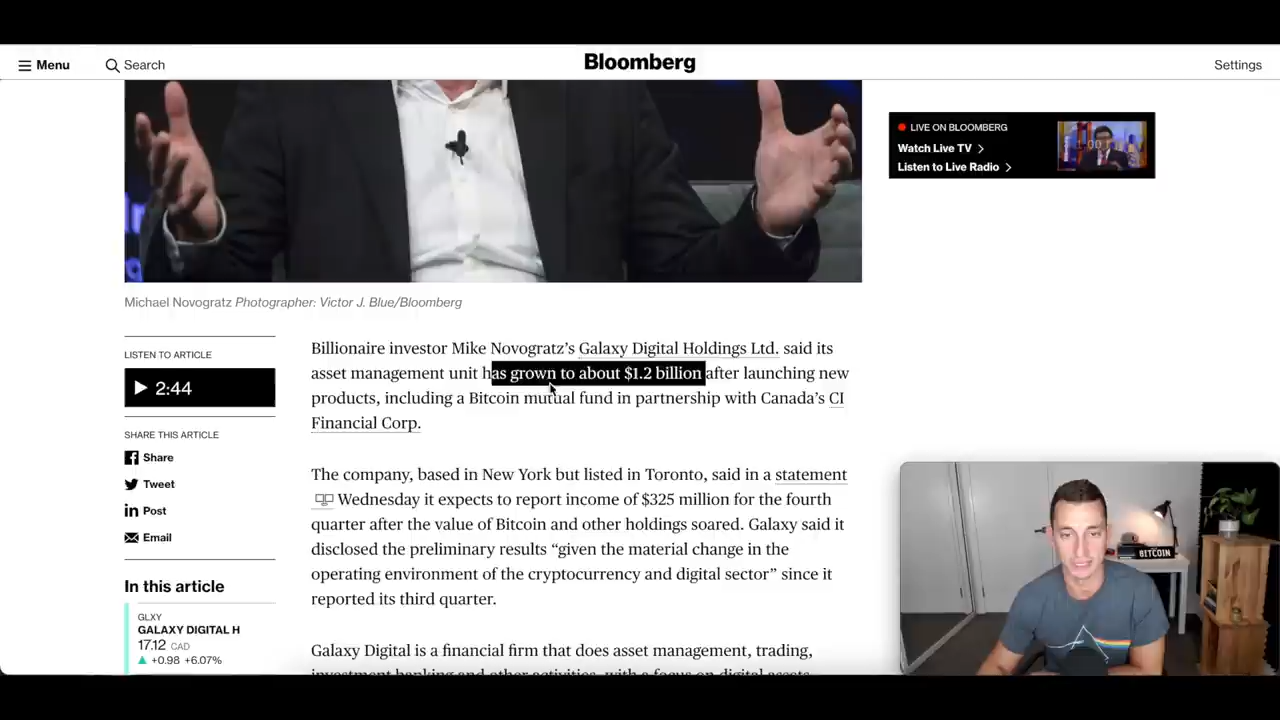 Menu
Search
Bloomberg
Settings
LIVE ON BLOOMBERG
Watch Live TV
Listen to Live Radio
Michael Novogratz Photographer: Victor J. Blue/Bloomberg
LISTEN TO ARTICLE
2:44
SHARE THIS ARTICLE
Share
Tweet
Post
Email
In this article
GLXY
GALAXY DIGITAL H
17.12 CAD
+0.98 +6.07%
Billionaire investor Mike Novogratz’s Galaxy Digital Holdings Ltd. said its
asset management unit has grown to about $1.2 billion after launching new
products, including a Bitcoin mutual fund in partnership with Canada’s CI
Financial Corp.
The company, based in New York but listed in Toronto, said in a statement
Wednesday it expects to report income of $325 million for the fourth
quarter after the value of Bitcoin and other holdings soared. Galaxy said it
disclosed the preliminary results “given the material change in the
operating environment of the cryptocurrency and digital sector” since it
reported its third quarter.
Galaxy Digital is a financial firm that does asset management, trading,
investment banking and other activities, with a focus on digital assets
BITCOIN